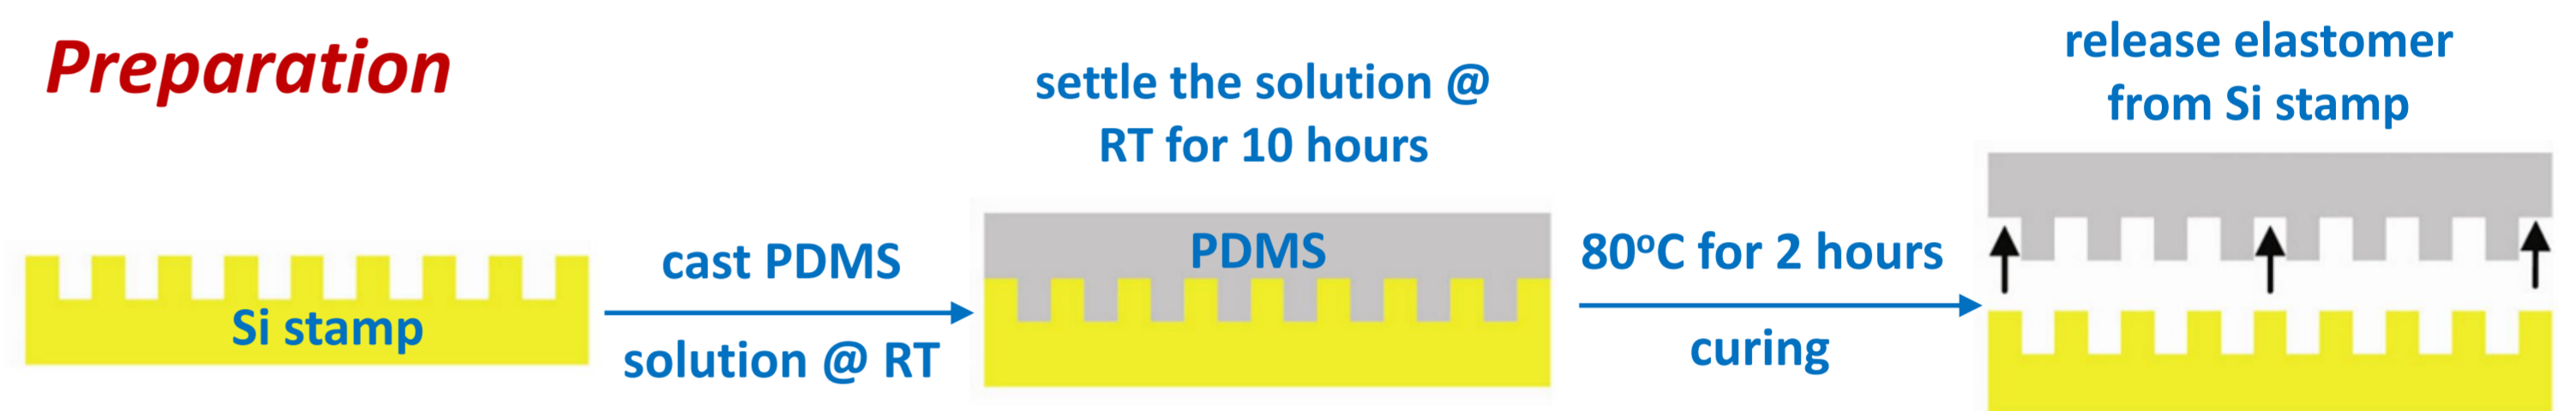 Preparation
Si stamp
cast PDMS
solution @ RT
settle the solution @
RT for 10 hours
PDMS
80°C for 2 hours
curing
release elastomer
from Si stamp